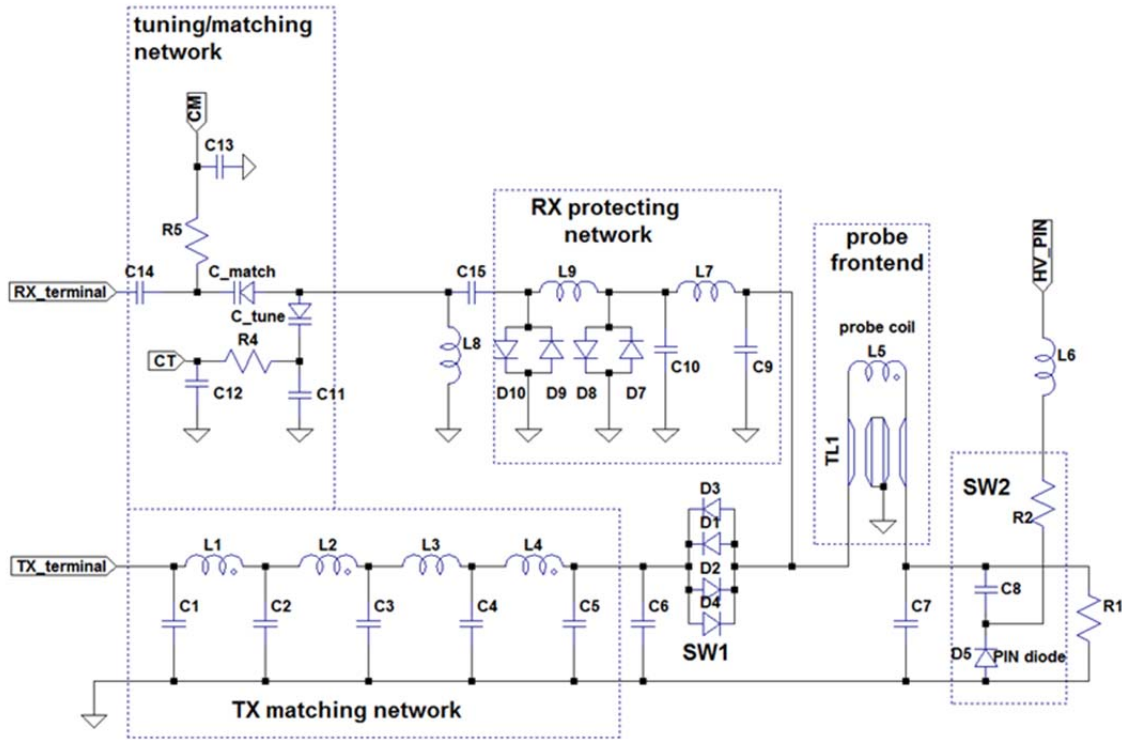 tuning/matching
network
CM
C13
R5
RX protecting
network
probe
frontend
HV_PIN
C14
C_match
C15
L9
L7
RX_terminal
C_tune
probe coil
L5
L8
L6
R4
CT
C10
C9
C12
C11
D10
D9
D8
D7
TL1
SW2
D3
R2
D1
TX_terminal
L1
L2
L3
L4
D2
C8
C1
C2
C3
C4
C5
C6
D4
C7
R1
SW1
D5
PIN diode
TX matching network